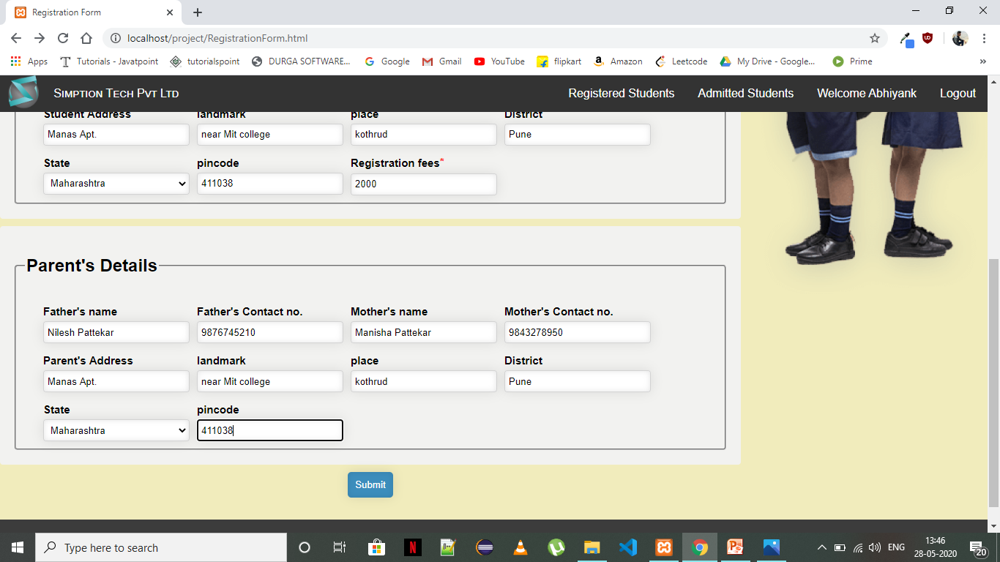 Registration Form
localhost/project/RegistrationForm.html
Apps Tutorials - Javatpoint tutorialspoint DURGA SOFTWARE... Google Gmail YouTube flipkart Amazon Leetcode My Drive - Google... Prime »
Simption Tech Pvt Ltd Registered Students Admitted Students Welcome Abhiyank Logout
Student Address landmark place District
Manas Apt. near Mit college kothrud Pune
State pincode Registration fees*
Maharashtra 411038 2000
Parent's Details
Father's name Father's Contact no. Mother's name Mother's Contact no.
Nilesh Pattekar 9876745210 Manisha Pattekar 9843278950
Parent's Address landmark place District
Manas Apt. near Mit college kothrud Pune
State pincode
Maharashtra 411038
Submit
Type here to search ENG 13:46
28-05-2020 20